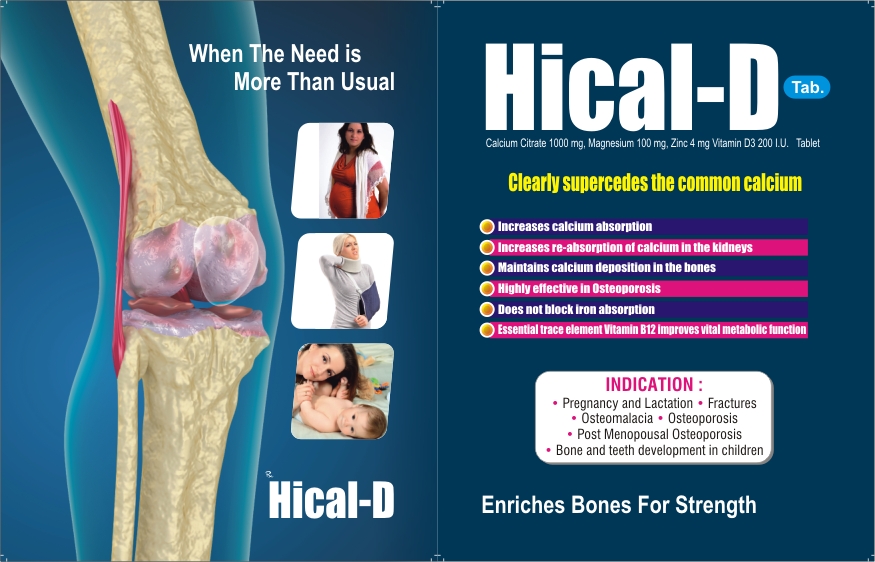 When The Need is
More Than Usual
Rx
Hical-D
Hical-D Tab.
Calcium Citrate 1000 mg, Magnesium 100 mg, Zinc 4 mg Vitamin D3 200 I.U. Tablet
Clearly supercedes the common calcium
Increases calcium absorption
Increases re-absorption of calcium in the kidneys
Maintains calcium deposition in the bones
Highly effective in Osteoporosis
Does not block iron absorption
Essential trace element Vitamin B12 improves vital metabolic function
INDICATION :
• Pregnancy and Lactation • Fractures
• Osteomalacia • Osteoporosis
• Post Menopousal Osteoporosis
• Bone and teeth development in children
Enriches Bones For Strength